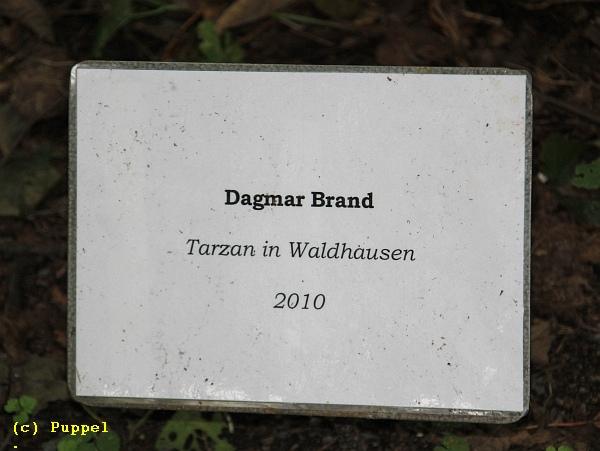 Dagmar Brand
Tarzan in Waldhausen
2010
(c) Puppel